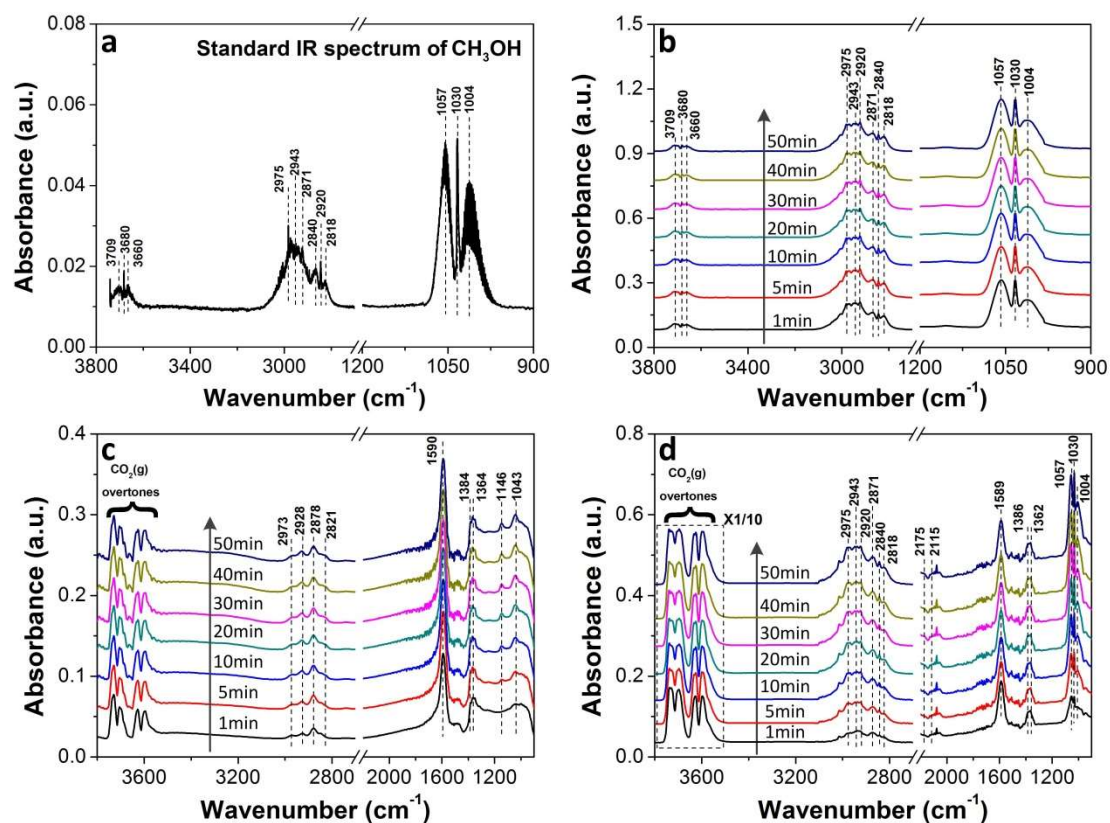 a
Standard IR spectrum of CH3OH
0.08
0.06
0.04
0.02
0.00
Absorbance (a.u.)
3709
3680
3660
2975
2943
2871
2840
2920
2818
1057
1030
1004
3800
3400
3000
1200
1050
900
Wavenumber (cm-1)
b
1.5
1.2
0.9
0.6
0.3
0.0
Absorbance (a.u.)
3709
3680
3660
2975
2943
2920
2871
2840
2818
1057
1030
1004
50min
40min
30min
20min
10min
5min
1min
3800
3400
3000
1200
1050
900
Wavenumber (cm-1)
c
0.4
0.3
0.2
0.1
0.0
Absorbance (a.u.)
CO2(g)
overtones
2973
2928
2878
2821
1590
1384
1364
1146
1043
50min
40min
30min
20min
10min
5min
1min
3600
2800
2000
1600
1200
Wavenumber (cm-1)
d
0.8
0.6
0.4
0.2
0.0
Absorbance (a.u.)
CO2(g)
overtones
X1/10
2975
2943
2920
2871
2840
2818
2175
2115
1589
1386
1362
1057
1030
1004
50min
40min
30min
20min
10min
5min
1min
3600
2800
2000
1600
1200
Wavenumber (cm-1)